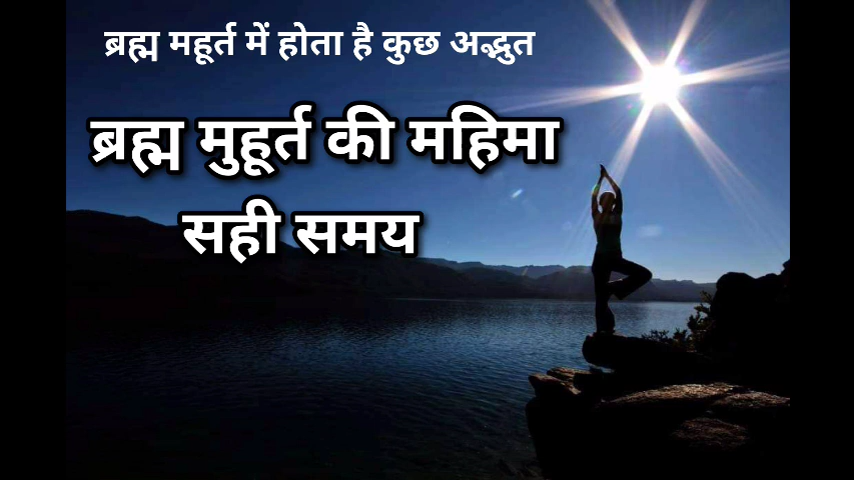 ब्रह्म महूर्त में होता है कुछ अद्भुत
ब्रह्म मुहूर्त की महिमा
सही समय